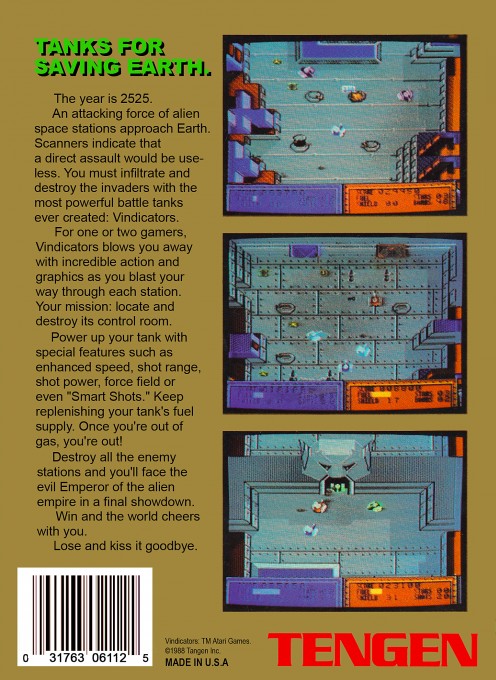 TANKS FOR
SAVING EARTH.
The year is 2525.
An attacking force of alien
space stations approach Earth.
Scanners indicate that
a direct assault would be use-
less. You must infiltrate and
destroy the invaders with the
most powerful battle tanks
ever created: Vindicators.
For one or two gamers,
Vindicators blows you away
with incredible action and
graphics as you blast your
way through each station.
Your mission: locate and
destroy its control room.
Power up your tank with
special features such as
enhanced speed, shot range,
shot power, force field or
even "Smart Shots." Keep
replenishing your tank's fuel
supply. Once you're out of
gas, you're out!
Destroy all the enemy
stations and you'll face the
evil Emperor of the alien
empire in a final showdown.
Win and the world cheers
with you.
Lose and kiss it goodbye.
0 31763 06112 5
Vindicators: TM Atari Games.
©1988 Tengen Inc.
MADE IN U.S.A
TENGEN